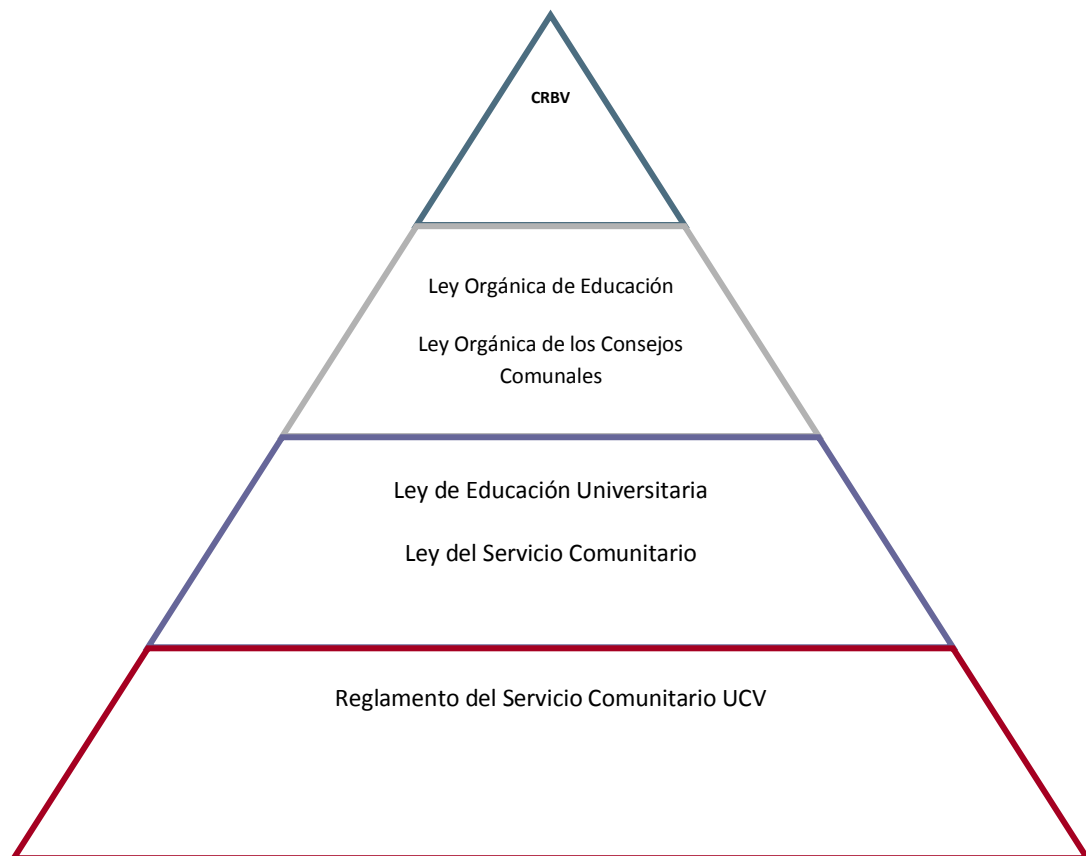 CRBV
Ley Orgánica de Educación
Ley Orgánica de los Consejos
Comunales
Ley de Educación Universitaria
Ley del Servicio Comunitario
Reglamento del Servicio Comunitario UCV